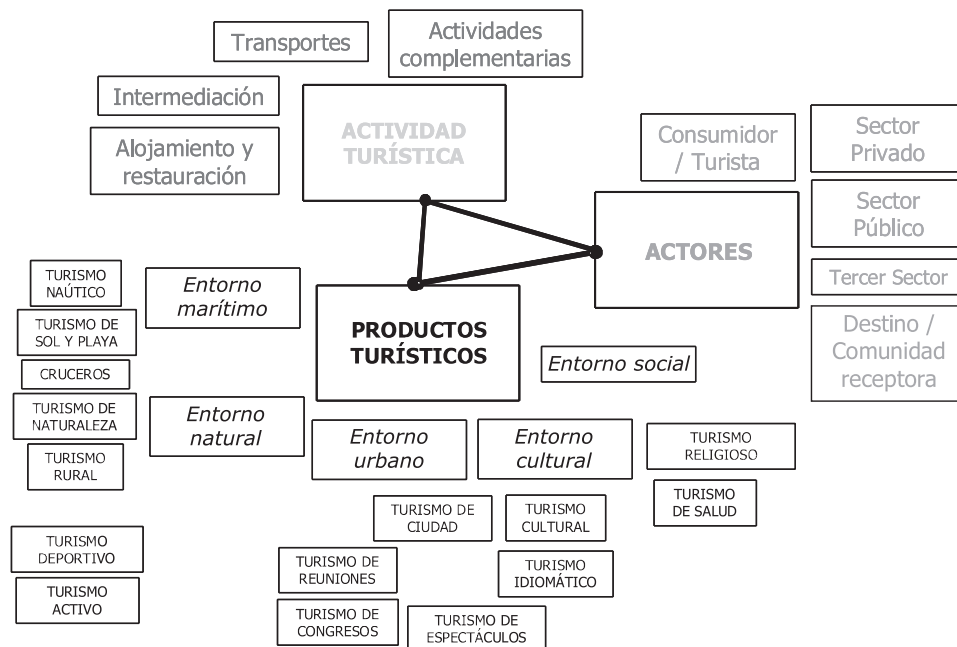 Transportes
Actividades
complementarias
Intermediación
Alojamiento y
restauración
ACTIVIDAD
TURÍSTICA
Consumidor
/ Turista
Sector
Privado
Sector
Público
Tercer Sector
Destino /
Comunidad
receptora
ACTORES
PRODUCTOS
TURÍSTICOS
Entorno
marítimo
TURISMO
NAÚTICO
TURISMO DE
SOL Y PLAYA
CRUCEROS
TURISMO DE
NATURALEZA
TURISMO
RURAL
Entorno
natural
Entorno
urbano
Entorno
cultural
Entorno social
TURISMO
RELIGIOSO
TURISMO
DE SALUD
TURISMO DE
CIUDAD
TURISMO
CULTURAL
TURISMO
IDIOMÁTICO
TURISMO DE
REUNIONES
TURISMO DE
CONGRESOS
TURISMO DE
ESPECTÁCULOS
TURISMO
DEPORTIVO
TURISMO
ACTIVO